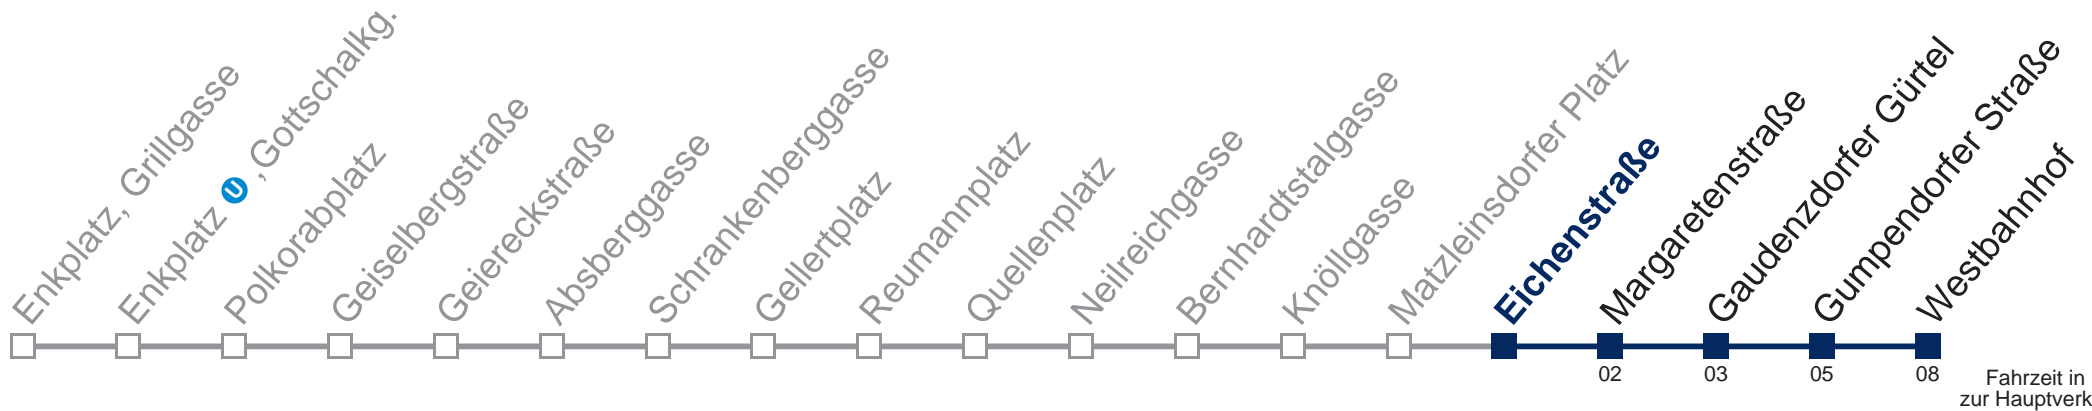 Enkplatz, Grillgasse
Enkplatz U, Gottschalkg.
Polkorabplatz
Geiselbergstraße
Geiereckstraße
Absberggasse
Schrankenberggasse
Gellertplatz
Reumannplatz
Quellenplatz
Neilreichgasse
Bernhardtstalgasse
Knöllgasse
Matzleinsdorfer Platz
Eichenstraße
Margaretenstraße
Gaudenzdorfer Gürtel
Gumpendorfer Straße
Westbahnhof
02 03 05 08
Fahrzeit in
zur Hauptverk